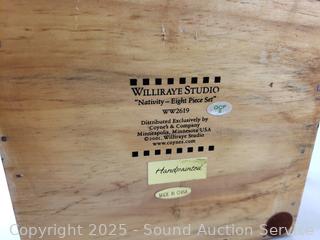 WILLIRAYE STUDIO
"Nativity – Eight Piece Set"
WW2619
Distributed Exclusively by
Coyne's & Company
Minneapolis, Minnesota USA
©2001, Williraye Studio
www.coynes.com
Handpainted
MADE IN CHINA
Copyright 2025 - Sound Auction Service